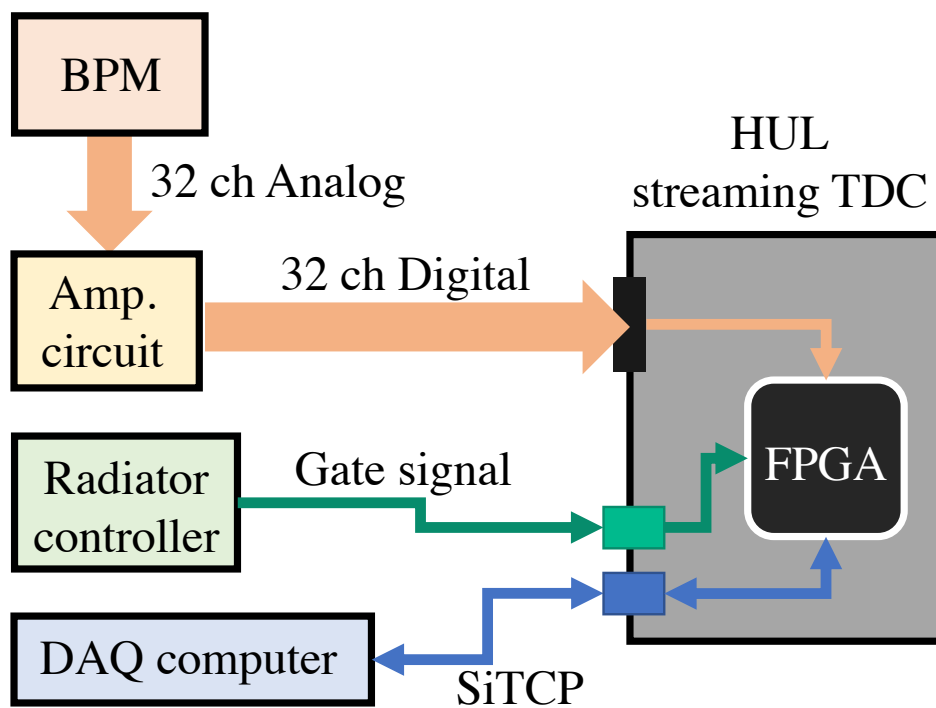 BPM
32 ch Analog
HUL
streaming TDC
Amp.
circuit
32 ch Digital
Radiator
controller
Gate signal
FPGA
DAQ computer
SiTCP